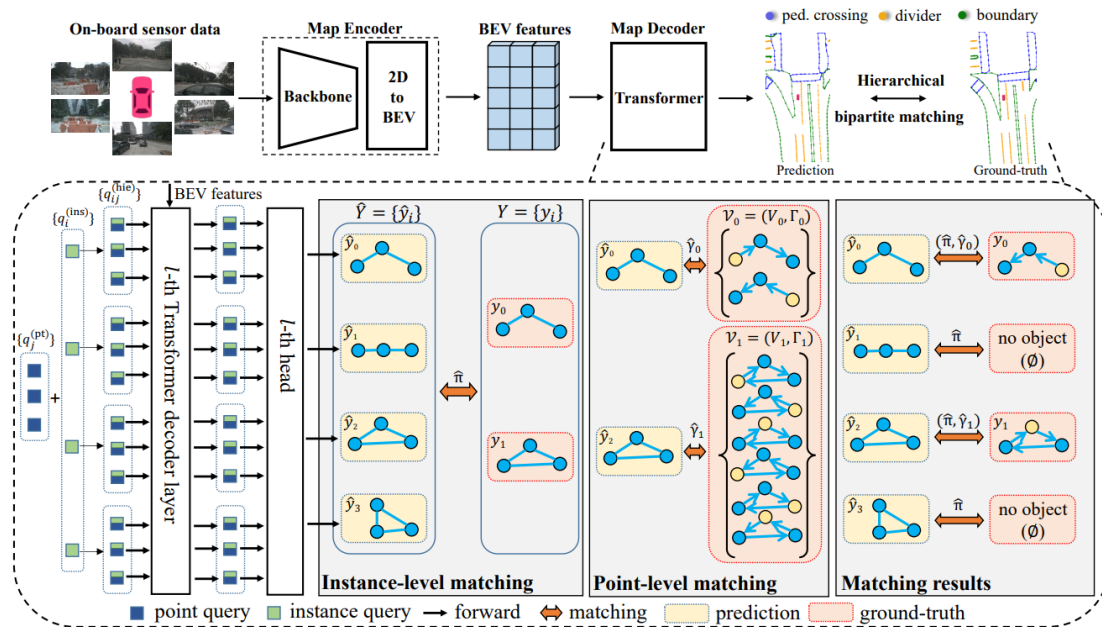 On-board sensor data
Map Encoder
Backbone
2D
to
BEV
BEV features
Map Decoder
Transformer
ped. crossing
divider
boundary
Hierarchical
bipartite matching
Prediction
Ground-truth
{q_i^(ins)}
{q_ij^(hie)}
BEV features
{q_j^(pt)}
+
l-th Transformer decoder layer
l-th head
Ŷ = {ŷ_i}
Y = {y_i}
ŷ_0
ŷ_1
ŷ_2
ŷ_3
y_0
y_1
π̂
Instance-level matching
ŷ_0
γ̂_0
𝒱_0 = (V_0, Γ_0)
ŷ_2
γ̂_1
𝒱_1 = (V_1, Γ_1)
Point-level matching
ŷ_0
(π̂, γ̂_0)
y_0
ŷ_1
π̂
no object
(∅)
ŷ_2
(π̂, γ̂_1)
y_1
ŷ_3
π̂
no object
(∅)
Matching results
point query
instance query
forward
matching
prediction
ground-truth